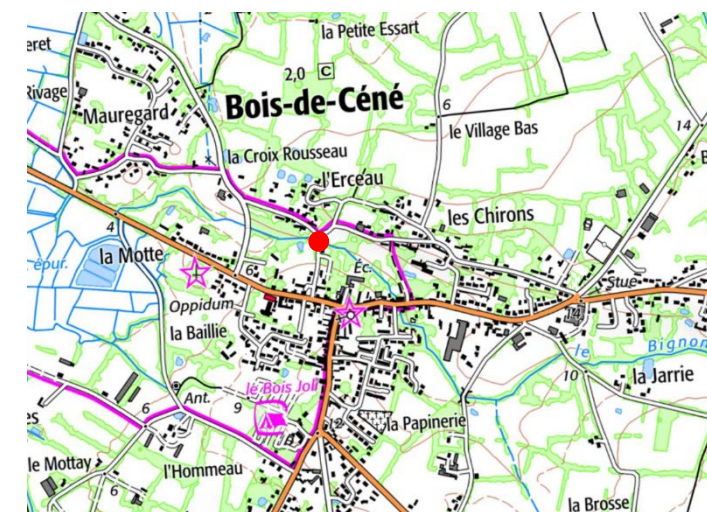 la Petite Essart
eret
2,0 C
Rivage
Bois-de-Céné
Mauregard
6
14
le Village Bas
B
la Croix Rousseau
l'Erceau
les Chirons
4
la Motte
épur.
6
Éc.
Stue
Oppidum
14
la Baillie
le Bignon
le Bois Joli
10
la Jarrie
Ant.
9
es
6
12
la Papinerie
le Mottay
l'Hommeau
6
la Brosse